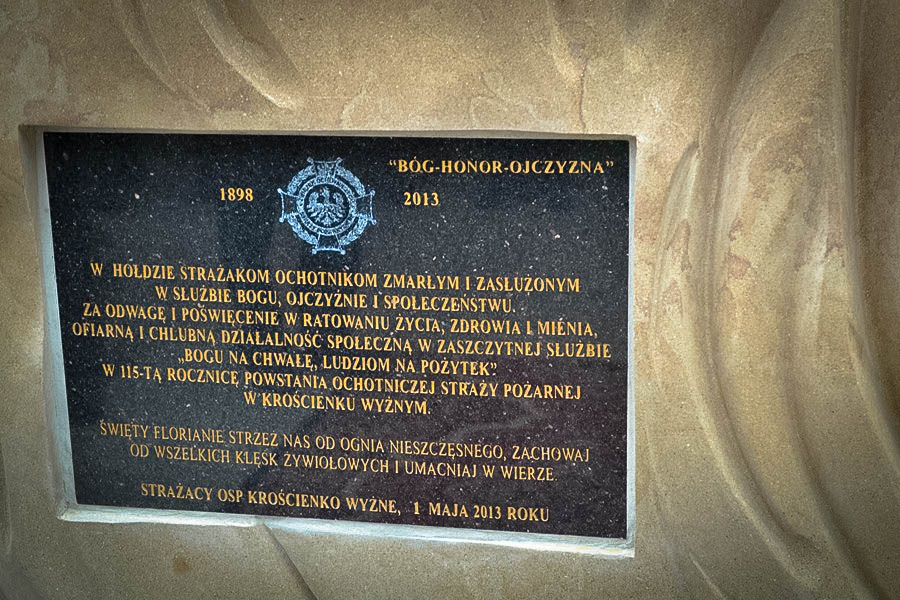 "BÓG-HONOR-OJCZYZNA"
1898 2013
W HOŁDZIE STRAŻAKOM OCHOTNIKOM ZMARŁYM I ZASŁUŻONYM
W SŁUŻBIE BOGU, OJCZYŹNIE I SPOŁECZEŃSTWU.
ZA ODWAGĘ I POŚWIĘCENIE W RATOWANIU ŻYCIA, ZDROWIA I MIENIA,
OFIARNĄ I CHLUBNĄ DZIAŁALNOŚĆ SPOŁECZNĄ W ZASZCZYTNEJ SŁUŻBIE
„BOGU NA CHWAŁĘ, LUDZIOM NA POŻYTEK".
W 115-TĄ ROCZNICĘ POWSTANIA OCHOTNICZEJ STRAŻY POŻARNEJ
W KROŚCIENKU WYŻNYM.
ŚWIĘTY FLORIANIE STRZEŻ NAS OD OGNIA NIESZCZĘSNEGO, ZACHOWAJ
OD WSZELKICH KLĘSK ŻYWIOŁOWYCH I UMACNIAJ W WIERZE.
STRAŻACY OSP KROŚCIENKO WYŻNE, 1 MAJA 2013 ROKU